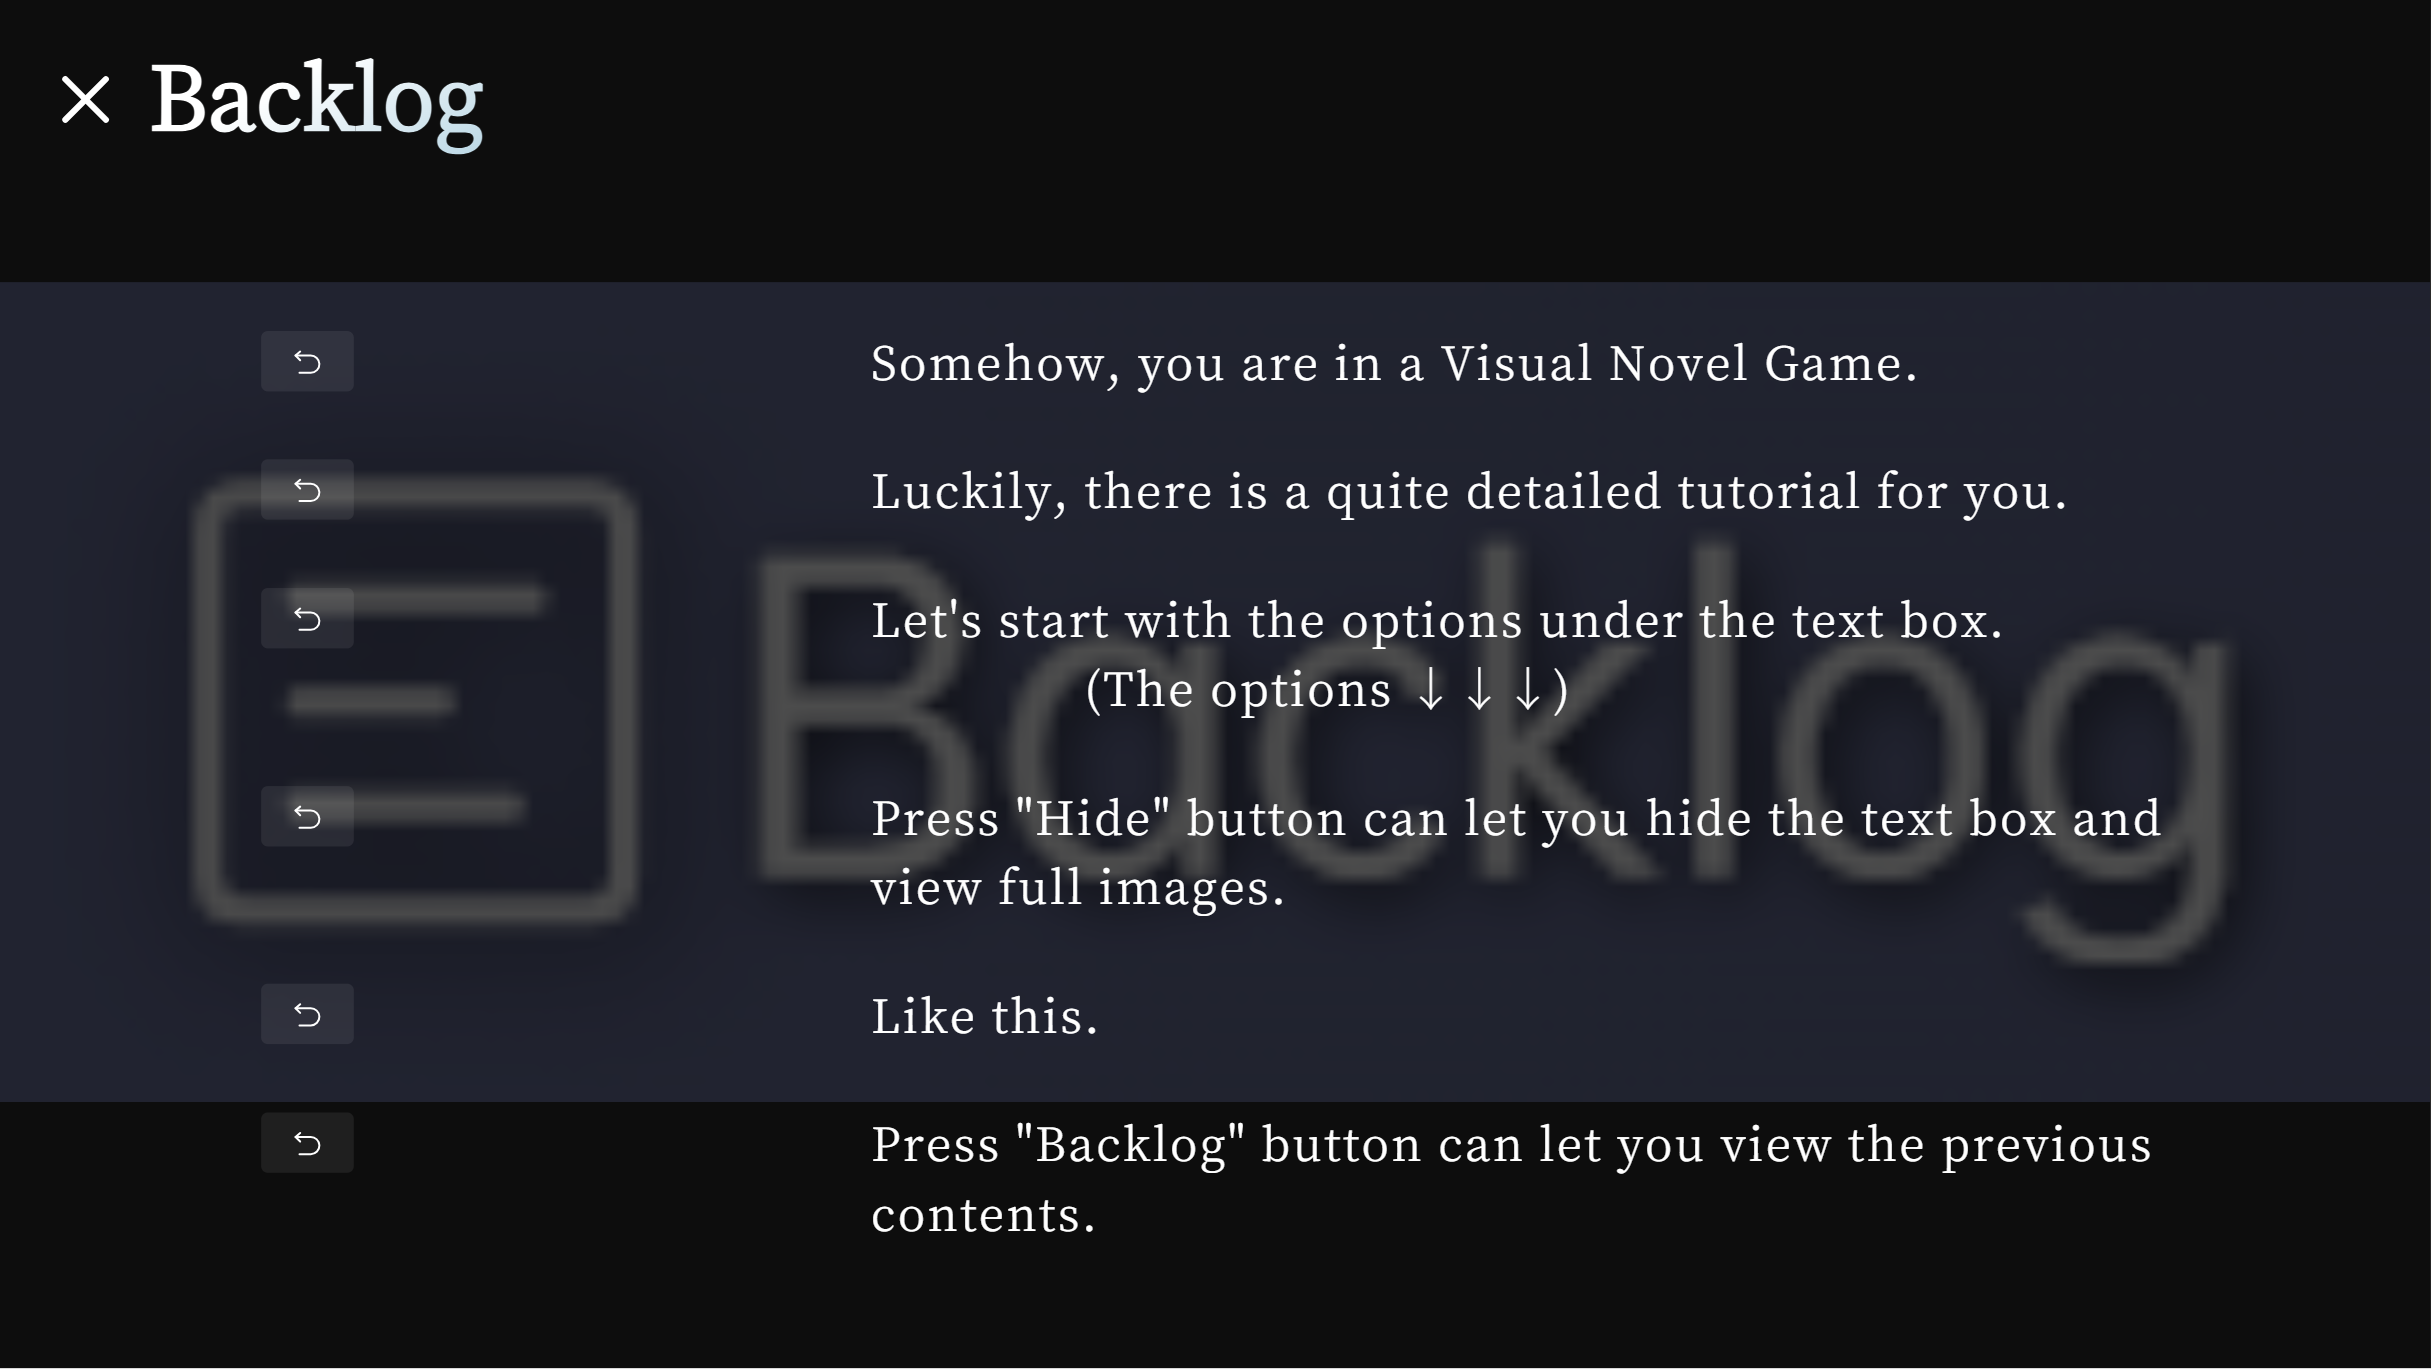 Backlog
Somehow, you are in a Visual Novel Game.
Luckily, there is a quite detailed tutorial for you.
Let's start with the options under the text box.
(The options ↓ ↓ ↓)
Backlog
Press "Hide" button can let you hide the text box and
view full images.
Like this.
Press "Backlog" button can let you view the previous
contents.